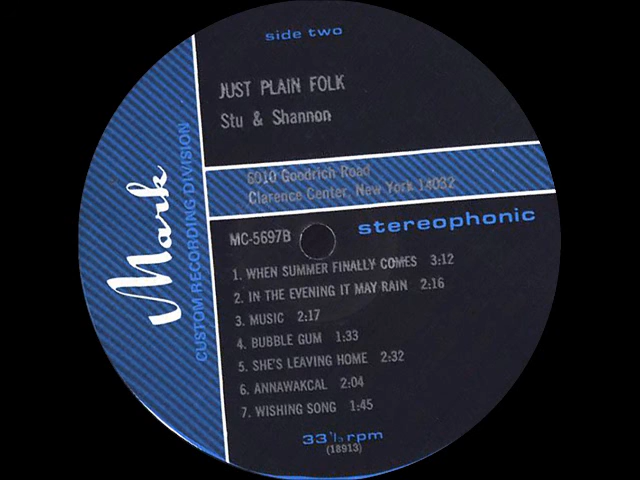 side two
JUST PLAIN FOLK
Stu & Shannon
6010 Goodrich Road
Clarence Center, New York 14032
Mark
CUSTOM RECORDING DIVISION
stereophonic
MC-5697B
1. WHEN SUMMER FINALLY COMES 3:12
2. IN THE EVENING IT MAY RAIN 2:16
3. MUSIC 2:17
4. BUBBLE GUM 1:33
5. SHE'S LEAVING HOME 2:32
6. ANNAWAKCAL 2:04
7. WISHING SONG 1:45
33⅓ rpm
(18913)